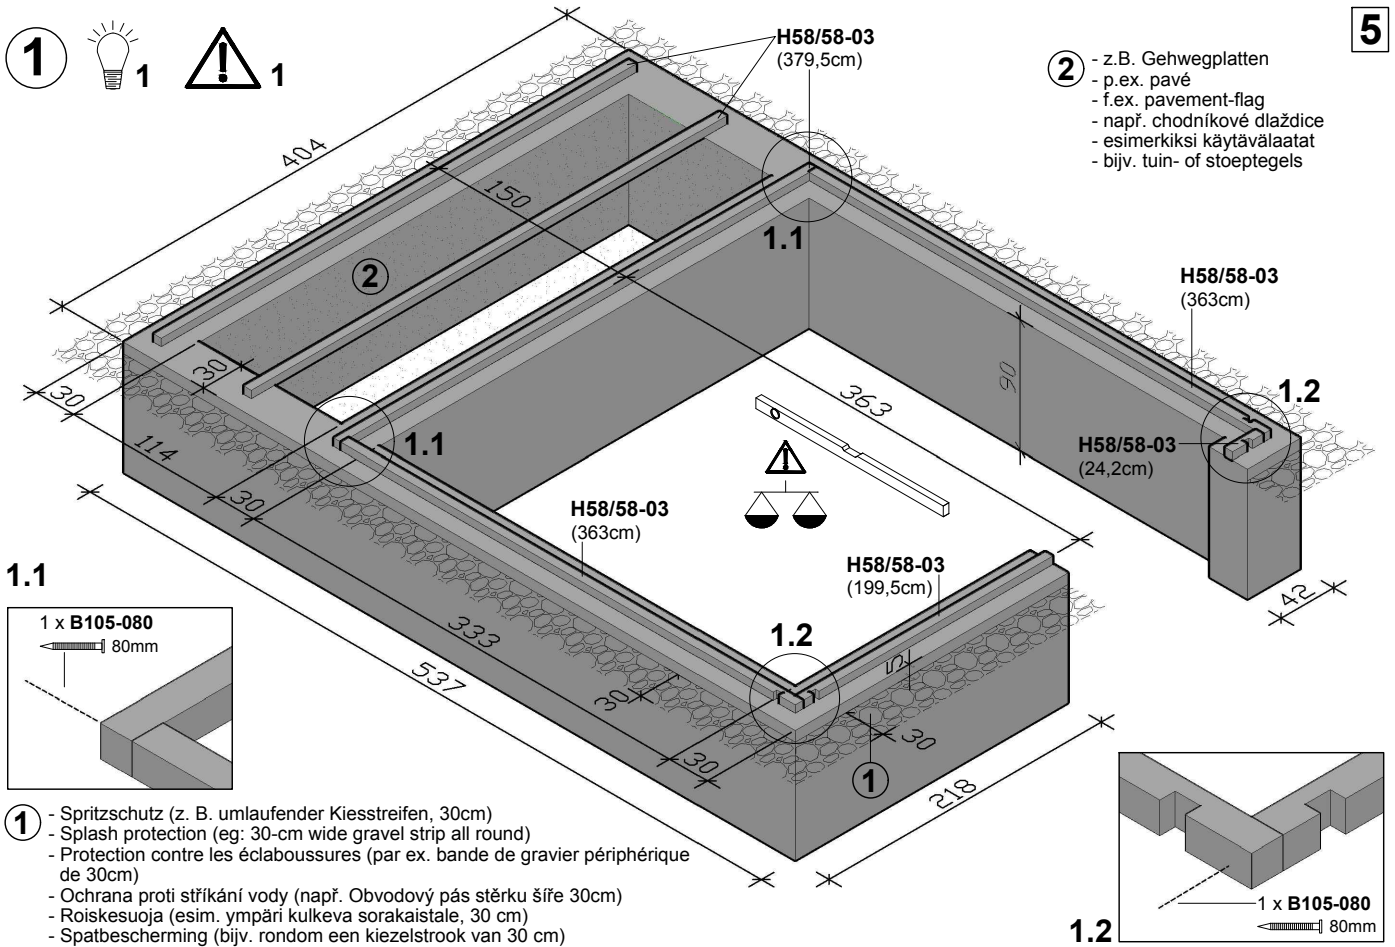 1
1
1
H58/58-03
(379,5cm)
5
2
- z.B. Gehwegplatten
- p.ex. pavé
- f.ex. pavement-flag
- např. chodníkové dlaždice
- esimerkiksi käytävälaatat
- bijv. tuin- of stoeptegels
404
150
1.1
2
H58/58-03
(363cm)
30
363
90
1.2
30
1.1
H58/58-03
(24,2cm)
114
30
H58/58-03
(363cm)
H58/58-03
(199,5cm)
42
1.1
1 x B105-080
80mm
333
537
1.2
5
30
30
30
1
218
1 - Spritzschutz (z. B. umlaufender Kiesstreifen, 30cm)
- Splash protection (eg: 30-cm wide gravel strip all round)
- Protection contre les éclaboussures (par ex. bande de gravier périphérique
de 30cm)
- Ochrana proti stříkání vody (např. Obvodový pás stěrku šíře 30cm)
- Roiskesuoja (esim. ympäri kulkeva sorakaistale, 30 cm)
- Spatbescherming (bijv. rondom een kiezelstrook van 30 cm)
1 x B105-080
80mm
1.2